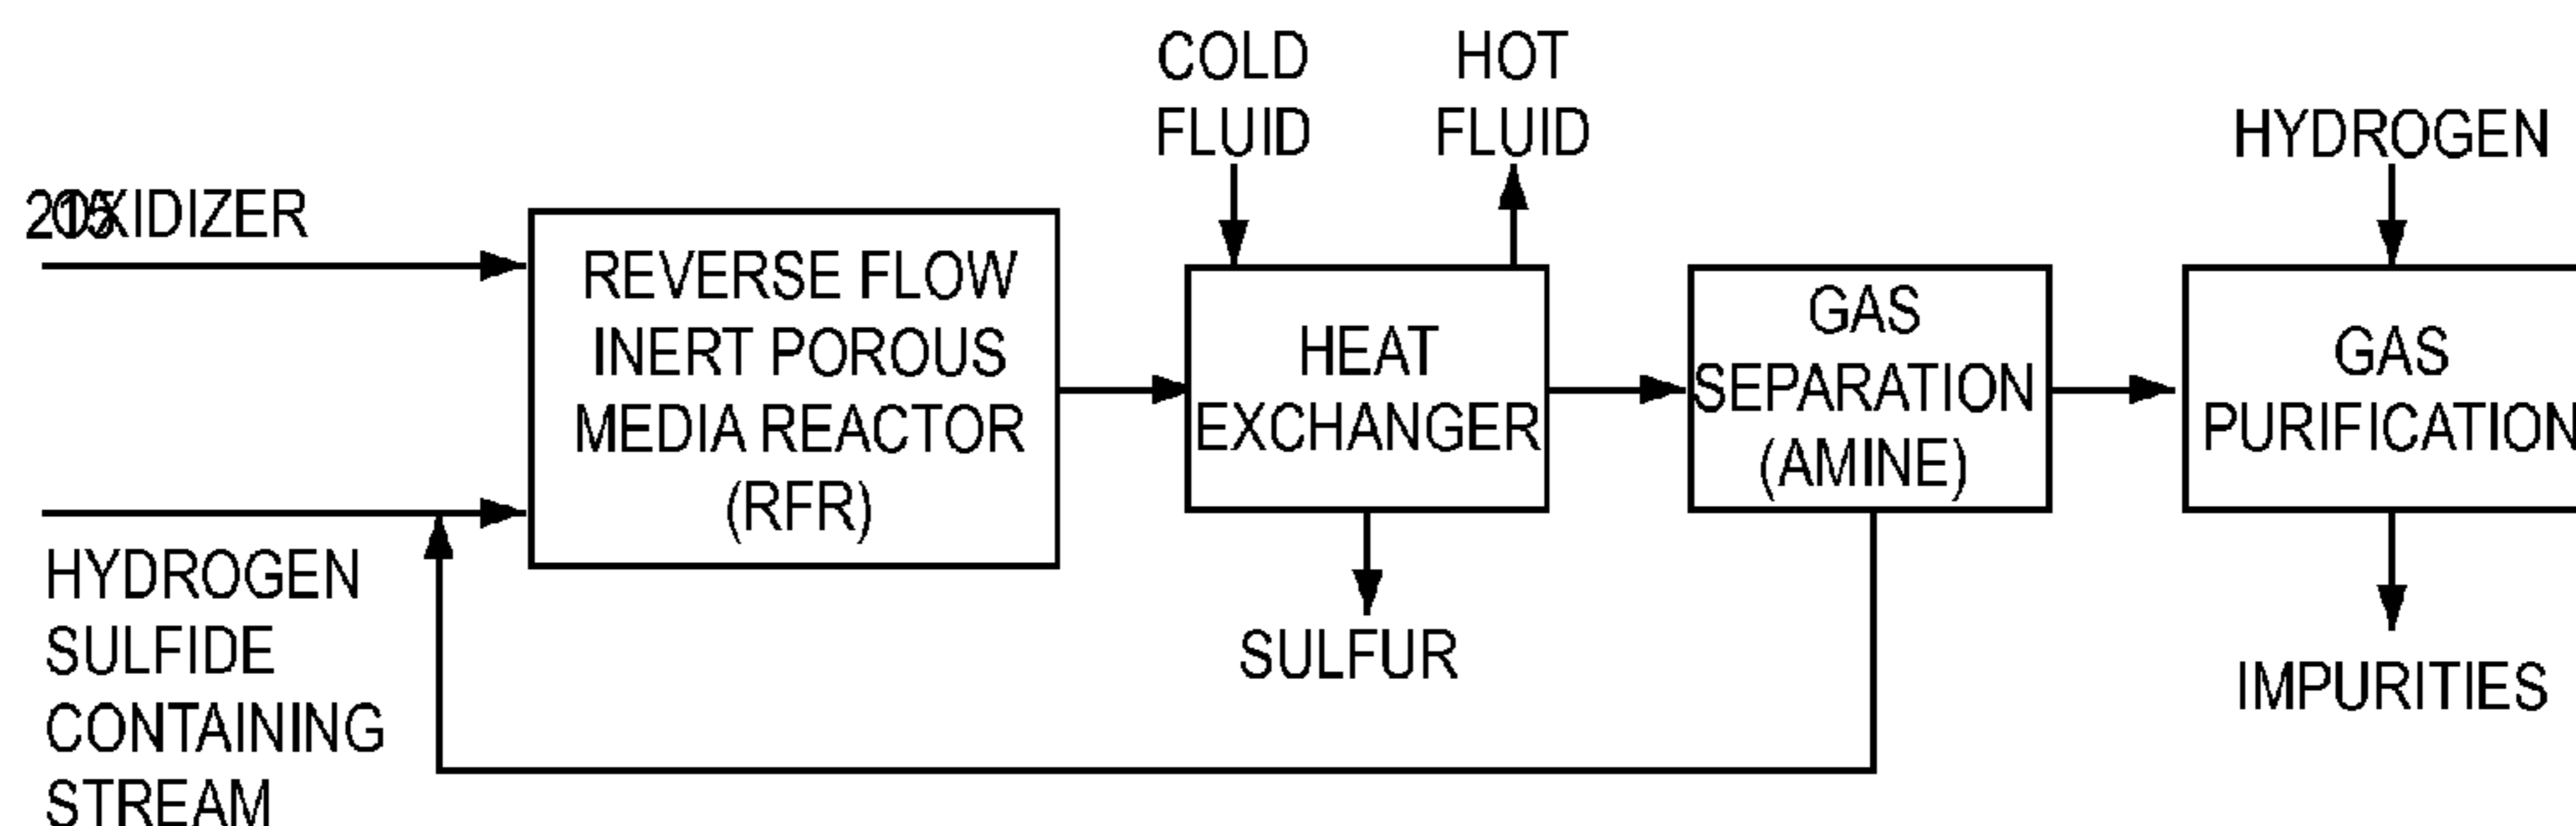 COLD
FLUID
HOT
FLUID
HYDROGEN
OXIDIZER
REVERSE FLOW
INERT POROUS
MEDIA REACTOR
(RFR)
HEAT
EXCHANGER
GAS
SEPARATION
(AMINE)
GAS
PURIFICATION
HYDROGEN
SULFIDE
CONTAINING
STREAM
SULFUR
IMPURITIES